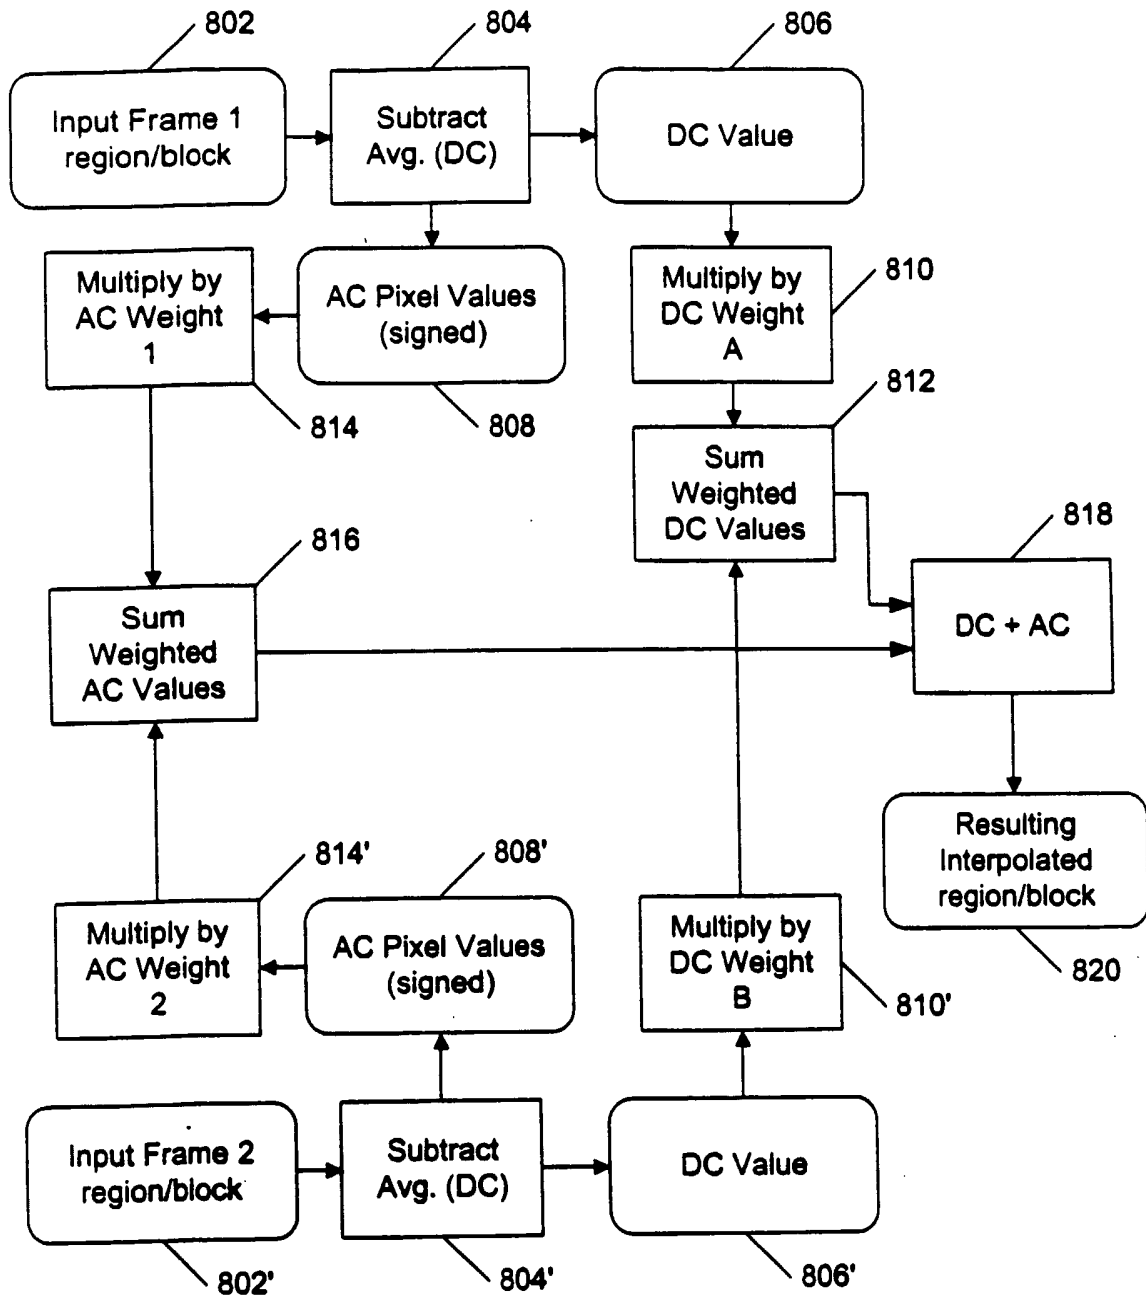 802
804
806
Input Frame 1
region/block
Subtract
Avg. (DC)
DC Value
Multiply by
AC Weight
1
AC Pixel Values
(signed)
Multiply by
DC Weight
A
810
814
808
812
Sum
Weighted
DC Values
816
818
Sum
Weighted
AC Values
DC + AC
814'
808'
Resulting
Interpolated
region/block
Multiply by
AC Weight
2
AC Pixel Values
(signed)
Multiply by
DC Weight
B
820
810'
Input Frame 2
region/block
Subtract
Avg. (DC)
DC Value
802'
804'
806'